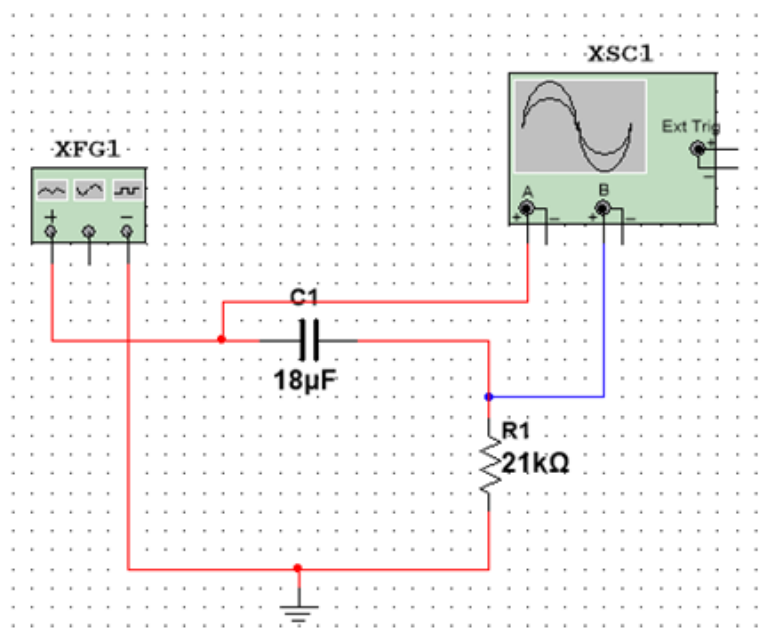 XSC1
Ext Trig
+
−
XFG1
A
B
+ −
+ −
+ −
C1
18µF
R1
21kΩ